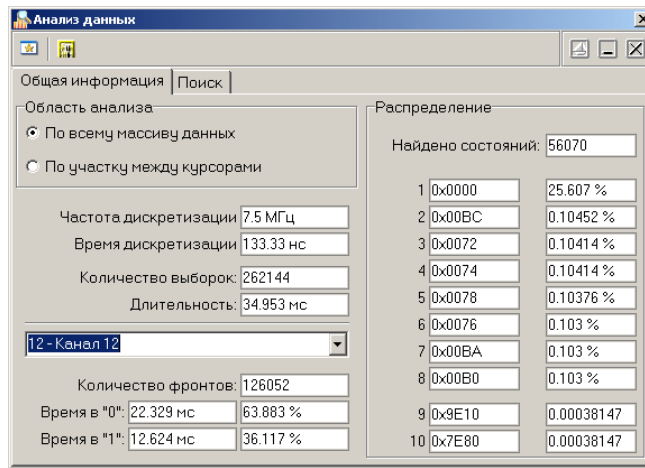 Анализ данных
Общая информация Поиск
Область анализа
По всему массиву данных
По участку между курсорами
Частота дискретизации 7.5 МГц
Время дискретизации 133.33 нс
Количество выборок: 262144
Длительность: 34.953 мс
12 - Канал 12
Количество фронтов: 126052
Время в "0": 22.329 мс 63.883 %
Время в "1": 12.624 мс 36.117 %
Распределение
Найдено состояний: 56070
1 0x0000 25.607 %
2 0x00BC 0.10452 %
3 0x0072 0.10414 %
4 0x0074 0.10414 %
5 0x0078 0.10376 %
6 0x0076 0.103 %
7 0x00BA 0.103 %
8 0x00B0 0.103 %
9 0x9E10 0.00038147
10 0x7E80 0.00038147